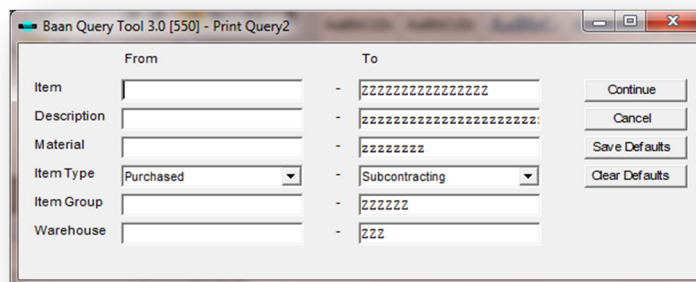 Baan Query Tool 3.0 [550] - Print Query2
From To
Item - ZZZZZZZZZZZZZZZZ Continue
Description - ZZZZZZZZZZZZZZZZZZZZZZZ Cancel
Material - ZZZZZZZZ Save Defaults
Item Type Purchased - Subcontracting Clear Defaults
Item Group - ZZZZZZ
Warehouse - ZZZ